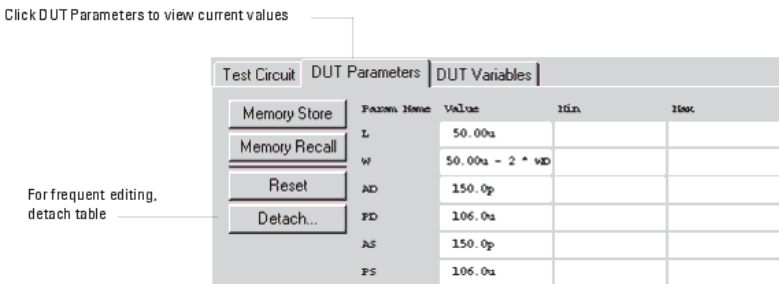 Click DUT Parameters to view current values
Test Circuit DUT Parameters DUT Variables
Memory Store
Memory Recall
Reset
Detach...
For frequent editing,
detach table
Param Name Value Min Max
L 50.00u
W 50.00u - 2 * WD
AD 150.0p
PD 106.0u
AS 150.0p
PS 106.0u